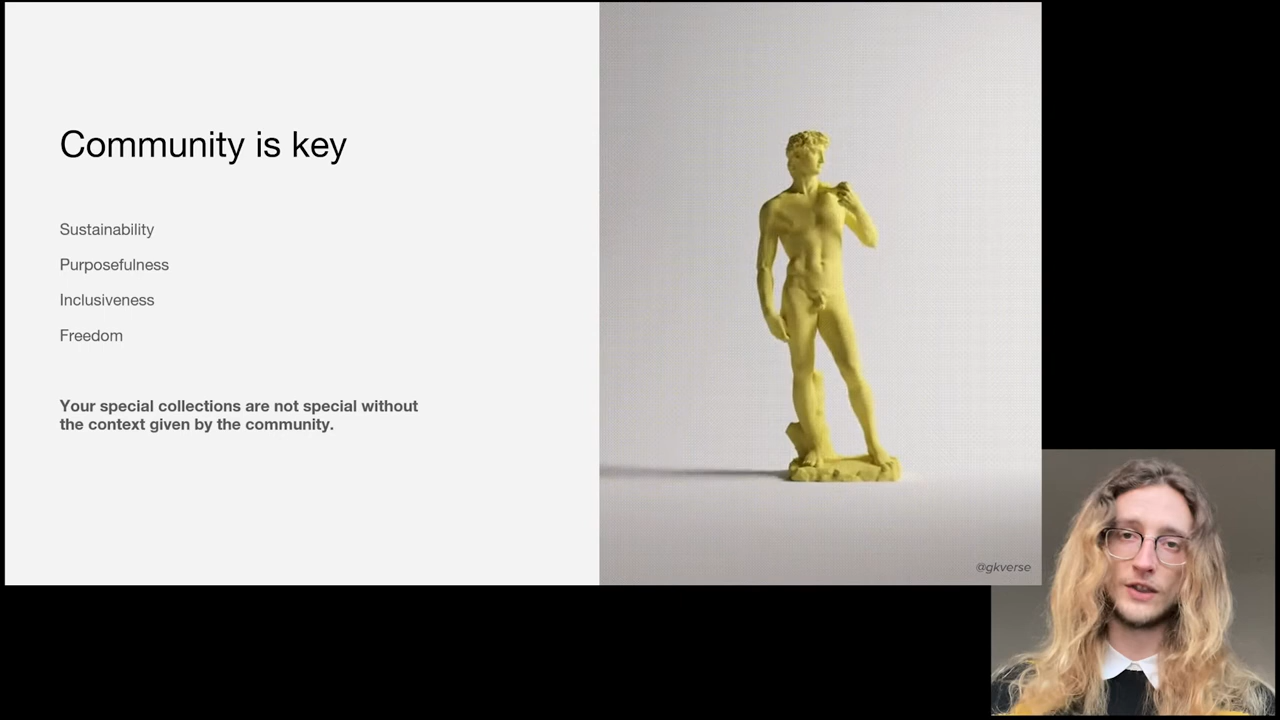 Community is key
Sustainability
Purposefulness
Inclusiveness
Freedom
Your special collections are not special without
the context given by the community.
@gkverse